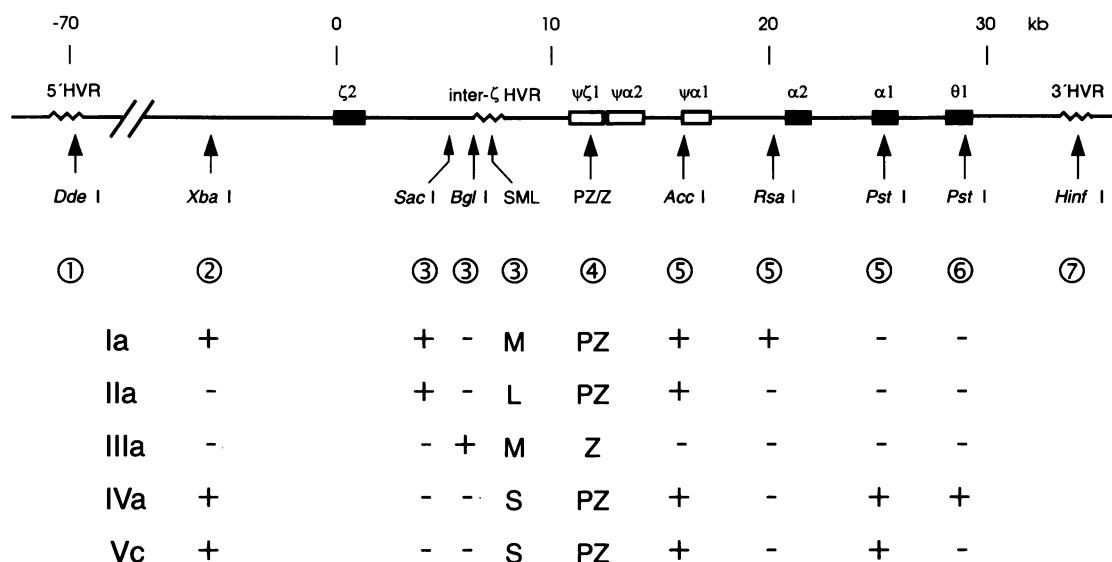 -70 0 10 20 30 kb
5´HVR ζ2 inter-ζ HVR ψζ1 ψα2 ψα1 α2 α1 θ1 3´HVR
Dde I Xba I Sac I Bgl I SML PZ/Z Acc I Rsa I Pst I Pst I Hinf I
① ② ③ ③ ③ ④ ⑤ ⑤ ⑤ ⑥ ⑦
Ia + + - M PZ + + - -
IIa - + - L PZ + - - -
IIIa - - + M Z - - - -
IVa + - - S PZ + - + +
Vc + - - S PZ + - + -